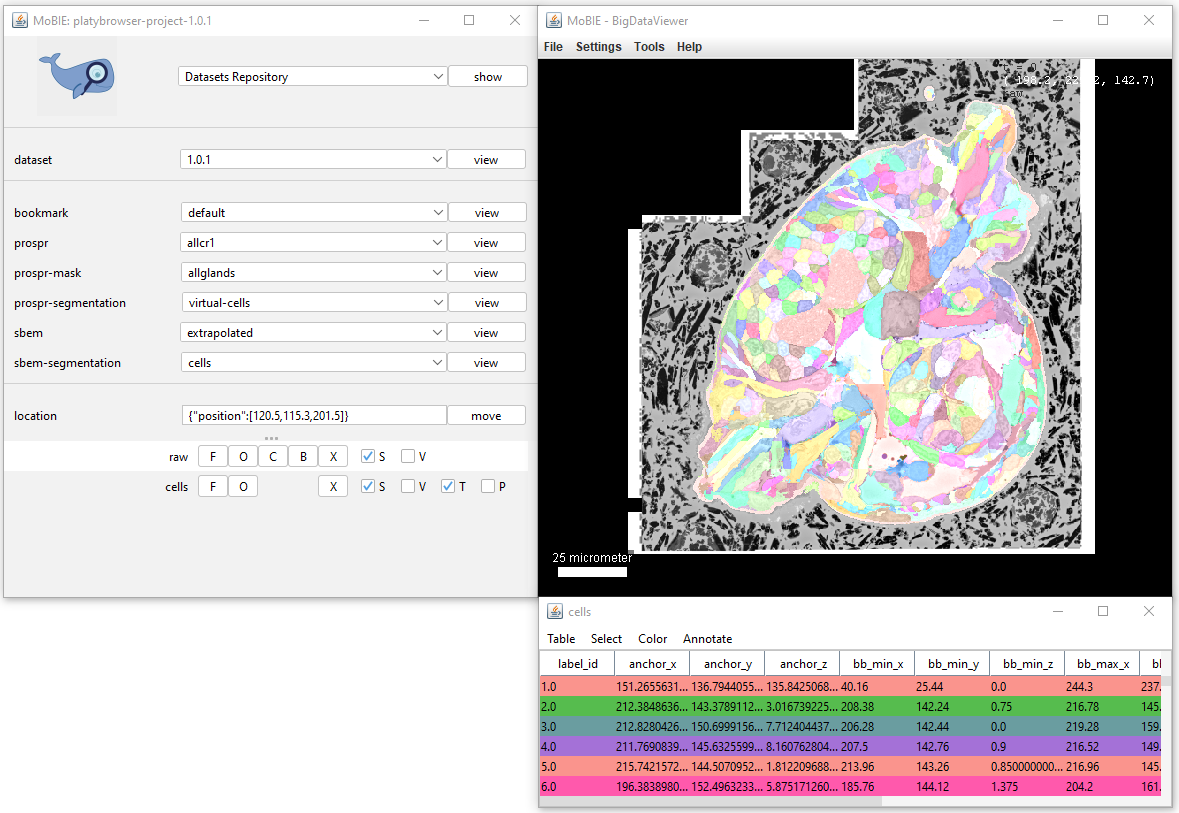 MoBIE: platybrowser-project-1.0.1
Datasets Repository show
dataset 1.0.1 view
bookmark default view
prospr allcr1 view
prospr-mask allglands view
prospr-segmentation virtual-cells view
sbem extrapolated view
sbem-segmentation cells view
location {"position":[120.5,115.3,201.5]} move
raw F O C B X S V
cells F O X S V T P
MoBIE - BigDataViewer
File Settings Tools Help
142.7)
raw
25 micrometer
cells
Table Select Color Annotate
label_id anchor_x anchor_y anchor_z bb_min_x bb_min_y bb_min_z bb_max_x
1.0 151.2655631... 136.7944055... 135.8425068... 40.16 25.44 0.0 244.3 237.
2.0 212.3848636... 143.3789112... 3.016739225... 208.38 142.24 0.75 216.78 145.
3.0 212.8280426... 150.6999156... 7.712404437... 206.28 142.44 0.0 219.28 159.
4.0 211.7690839... 145.6325599... 8.160762804... 207.5 142.76 0.9 216.52 149.
5.0 215.7421572... 144.5070952... 1.812209688... 213.96 143.26 0.850000000... 216.96 145.
6.0 196.3838980... 152.4963233... 5.875171260... 185.76 144.12 1.375 204.2 161.